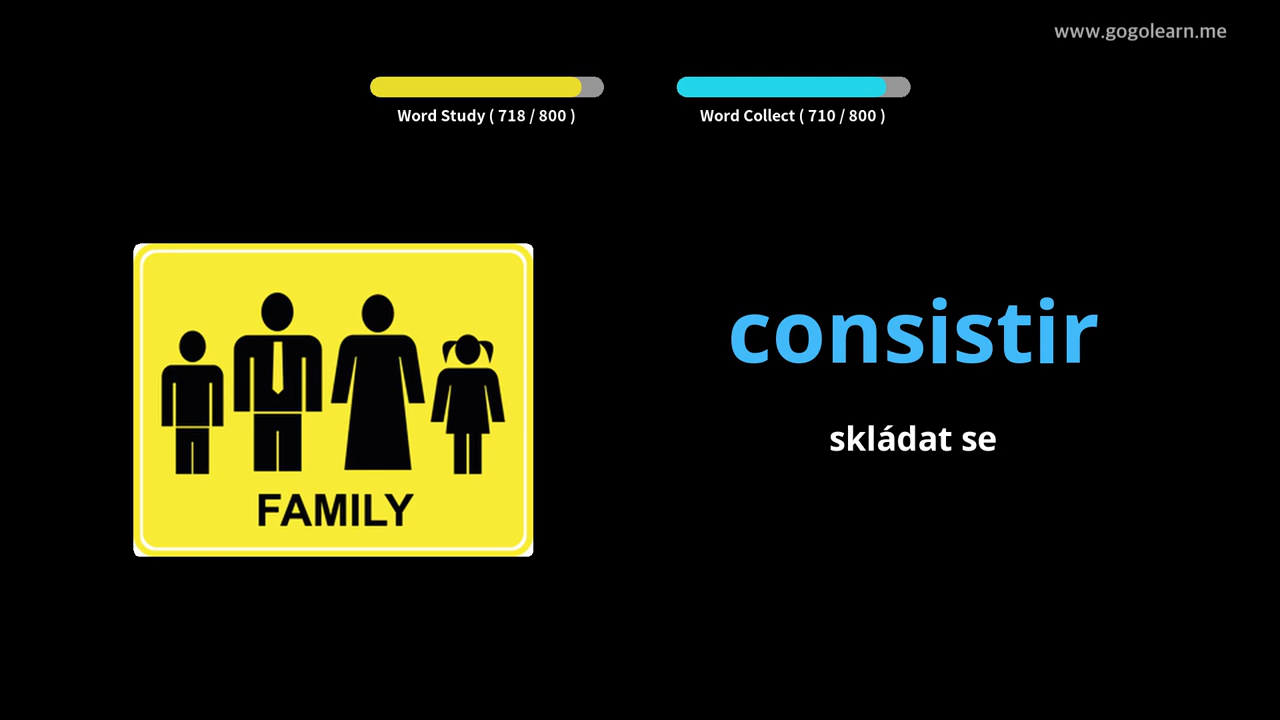 www.gogolearn.me
Word Study ( 718 / 800 )
Word Collect ( 710 / 800 )
consistir
skládat se
FAMILY